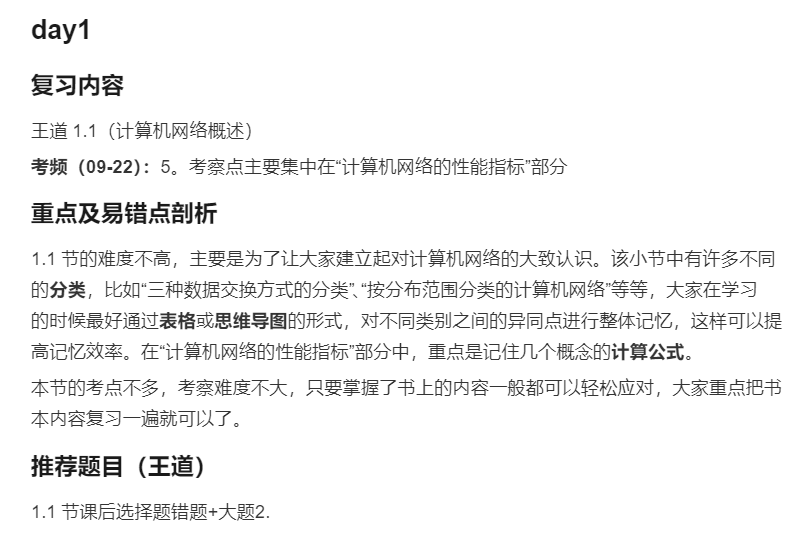 day1
复习内容
王道 1.1（计算机网络概述）
考频（09-22）：5。考察点主要集中在“计算机网络的性能指标”部分
重点及易错点剖析
1.1 节的难度不高，主要是为了让大家建立起对计算机网络的大致认识。该小节中有许多不同
的分类，比如“三种数据交换方式的分类”、“按分布范围分类的计算机网络”等等，大家在学习
的时候最好通过表格或思维导图的形式，对不同类别之间的异同点进行整体记忆，这样可以提
高记忆效率。在“计算机网络的性能指标”部分中，重点是记住几个概念的计算公式。
本节的考点不多，考察难度不大，只要掌握了书上的内容一般都可以轻松应对，大家重点把书
本内容复习一遍就可以了。
推荐题目（王道）
1.1 节课后选择题错题+大题2.